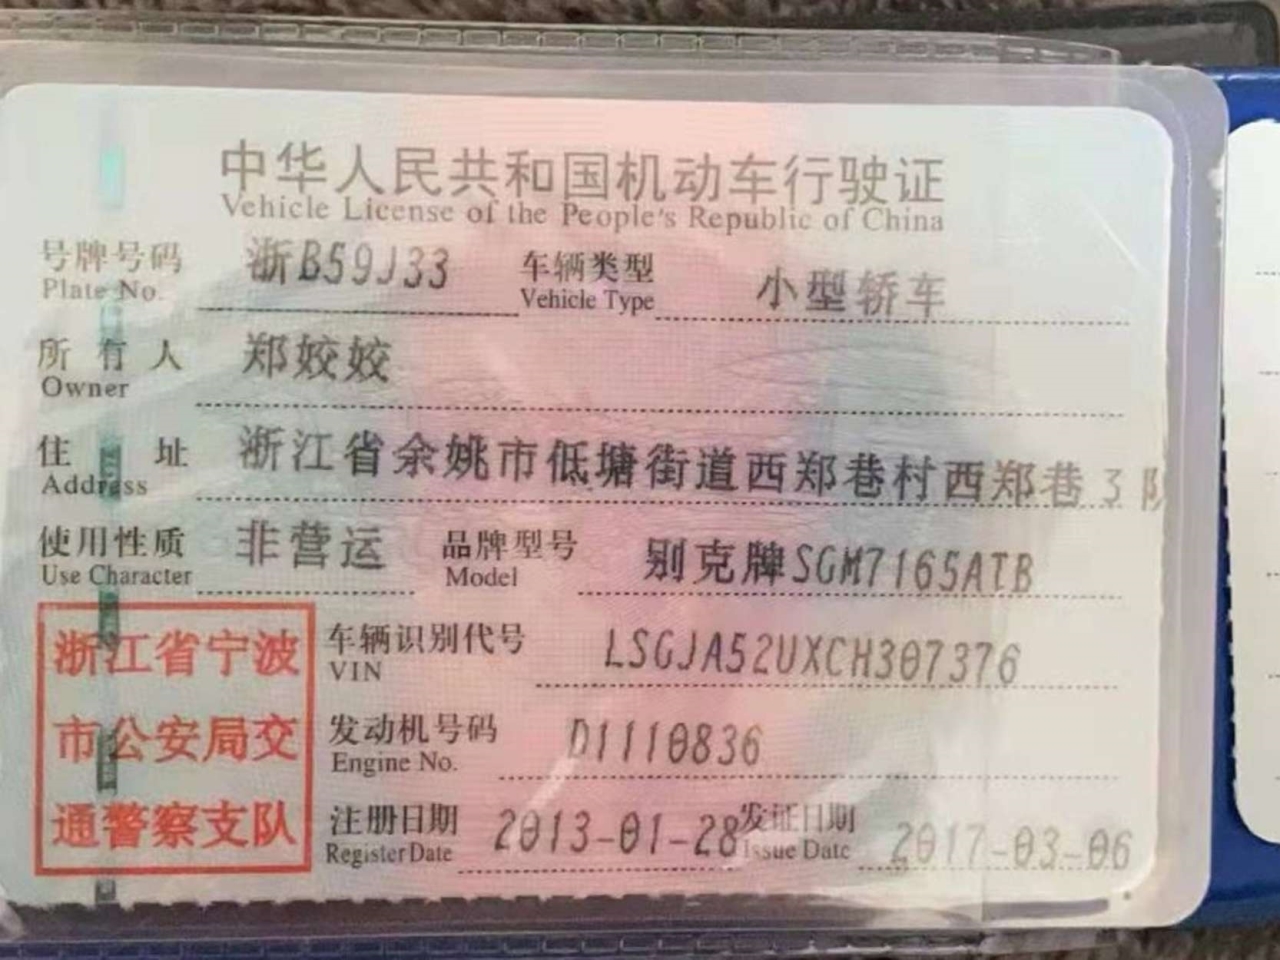 中华人民共和国机动车行驶证
Vehicle License of the People's Republic of China
号牌号码 浙B59J33 车辆类型 小型轿车
Plate No. Vehicle Type
所有人 郑姣姣
Owner
住址 浙江省余姚市低塘街道西郑巷村西郑巷3队
Address
使用性质 非营运 品牌型号 别克牌SGM7165ATB
Use Character Model
浙江省宁波
市公安局交
通警察支队
车辆识别代号 LSGJA52UXCH307376
VIN
发动机号码 D1110836
Engine No.
注册日期 2013-01-28 发证日期 2017-03-06
Register Date Issue Date